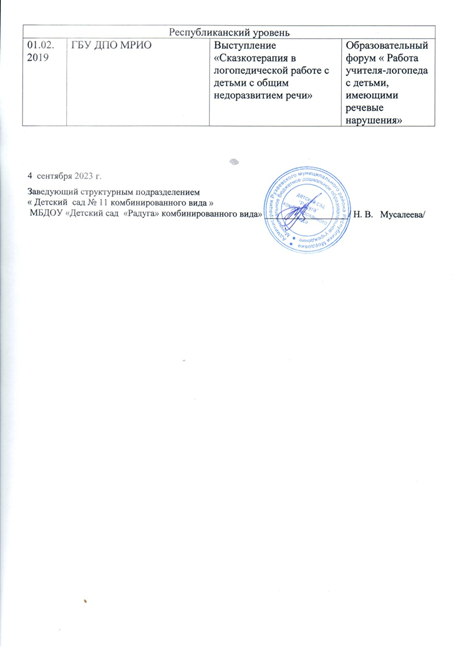 Республиканский уровень
01.02. ГБУ ДПО МРИО Выступление Образовательный
2019 «Сказкотерапия в форум « Работа
логопедической работе с учителя-логопеда
детьми с общим с детьми,
недоразвитием речи» имеющими
речевые
нарушения»
4 сентября 2023 г.
Заведующий структурным подразделением
« Детский сад № 11 комбинированного вида »
МБДОУ «Детский сад «Радуга» комбинированного вида» / Н. В. Мусалеева/